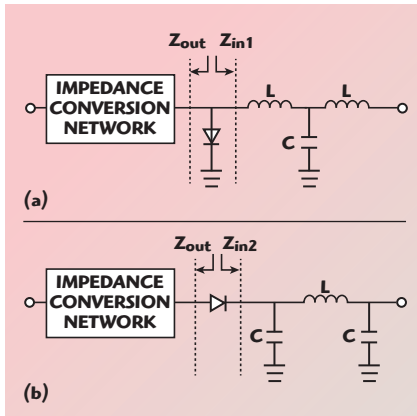 Zout Zin1
IMPEDANCE
CONVERSION
NETWORK
L L
C
(a)
Zout Zin2
IMPEDANCE
CONVERSION
NETWORK
L
C C
(b)